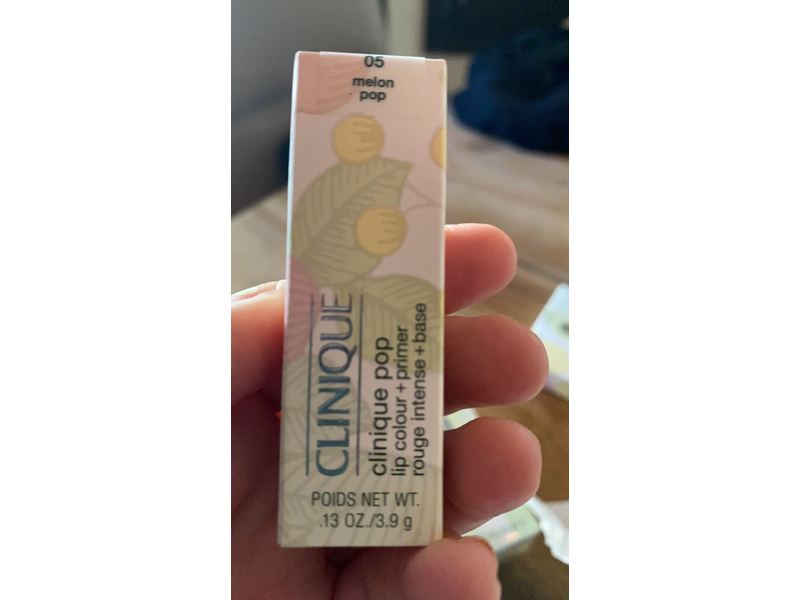 05
melon
pop
CLINIQUE
clinique pop
lip colour + primer
rouge intense + base
POIDS NET WT.
.13 OZ./3.9 g